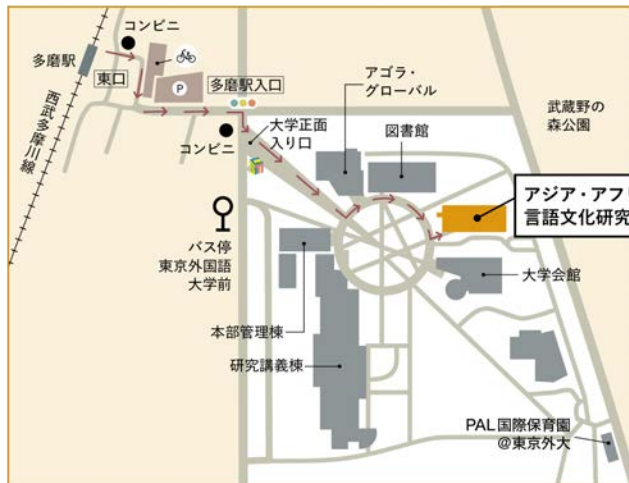 コンビニ
多磨駅
東口
P
多磨駅入口
西武多摩川線
コンビニ
大学正面
入り口
アゴラ・
グローバル
図書館
武蔵野の
森公園
アジア・アフリ
言語文化研究
バス停
東京外国語
大学前
大学会館
本部管理棟
研究講義棟
PAL国際保育園
@東京外大